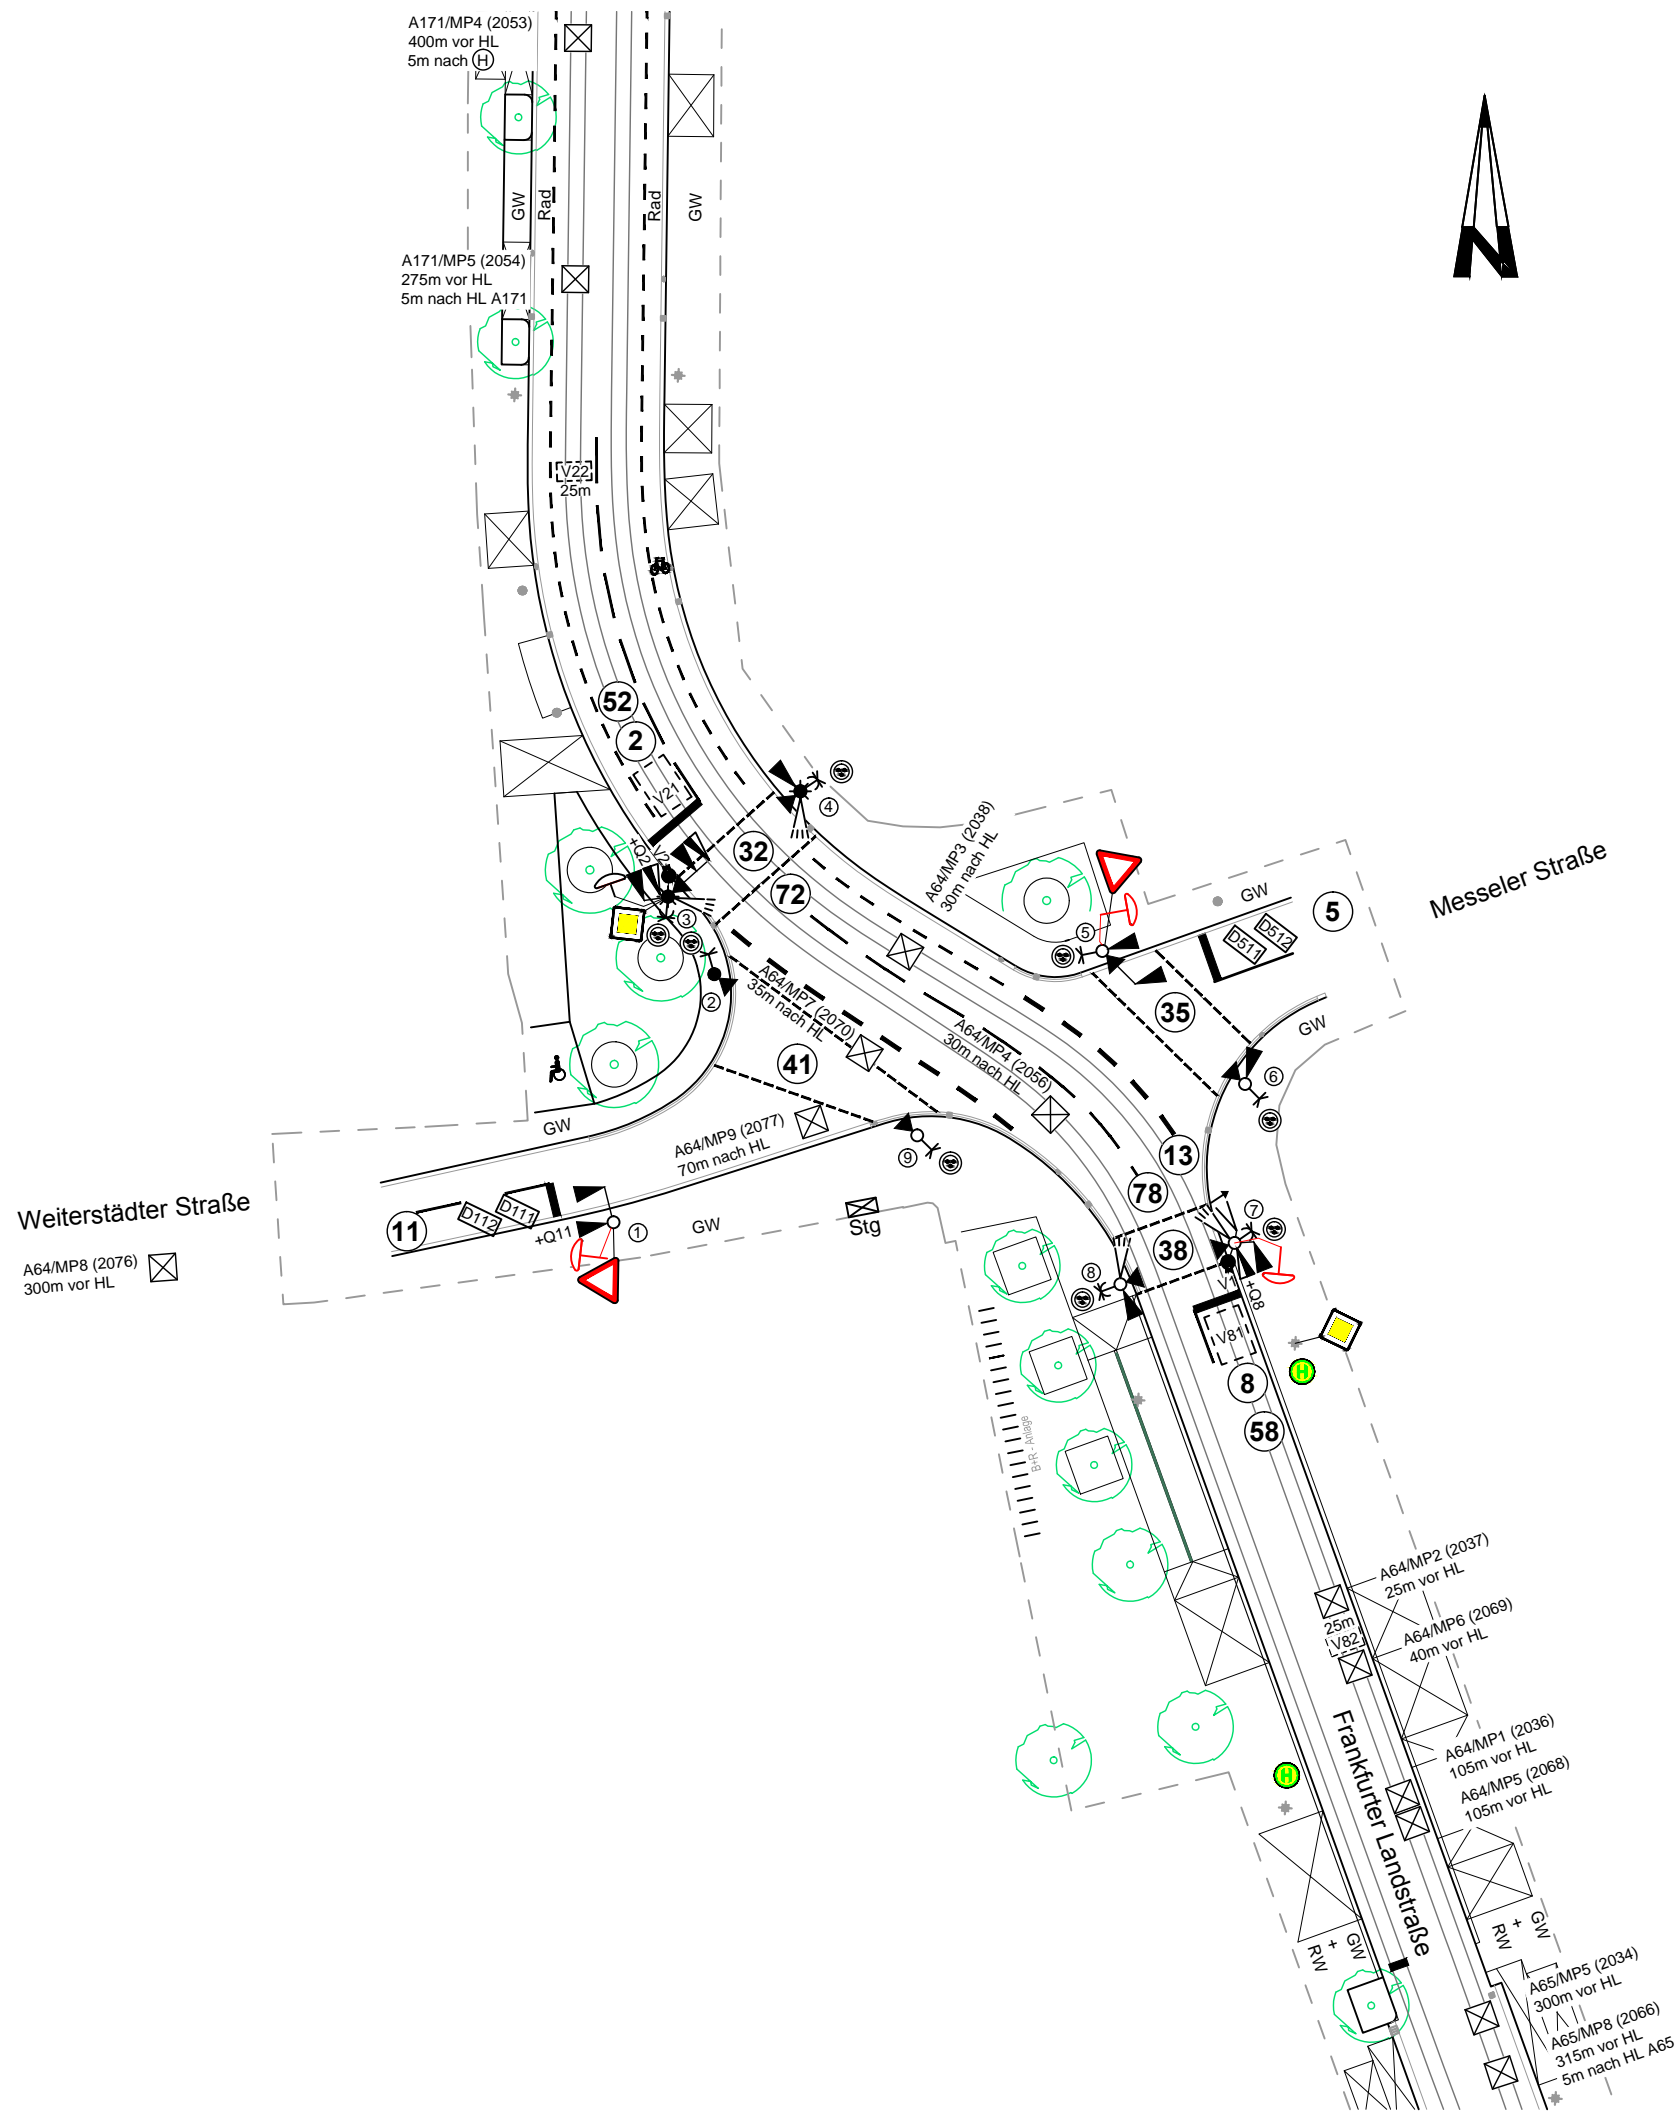 A171/MP4 (2053)
400m vor HL
5m nach H
GW
Rad
Rad
GW
A171/MP5 (2054)
275m vor HL
5m nach HL A171
V22
25m
52
2
V21
4
32
+Q2
72
3
2
A64/MP3 (2038)
30m nach HL
5
GW
5
D512
D511
Messeler Straße
A64/MP7 (2070)
35m nach HL
A64/MP4 (2056)
30m nach HL
35
GW
41
6
GW
A64/MP9 (2077)
70m nach HL
9
13
78
Weiterstädter Straße
11
D112
D111
+Q11
1
GW
Stg
7
38
8
A64/MP8 (2076)
300m vor HL
+Q8
V81
H
8
58
B+R - Anlage
A64/MP2 (2037)
25m vor HL
25m
V82
A64/MP6 (2069)
40m vor HL
Frankfurter Landstraße
A64/MP1 (2036)
105m vor HL
A64/MP5 (2068)
105m vor HL
H
RW + GW
RW + GW
A65/MP5 (2034)
300m vor HL
A65/MP8 (2066)
315m vor HL
5m nach HL A65
N